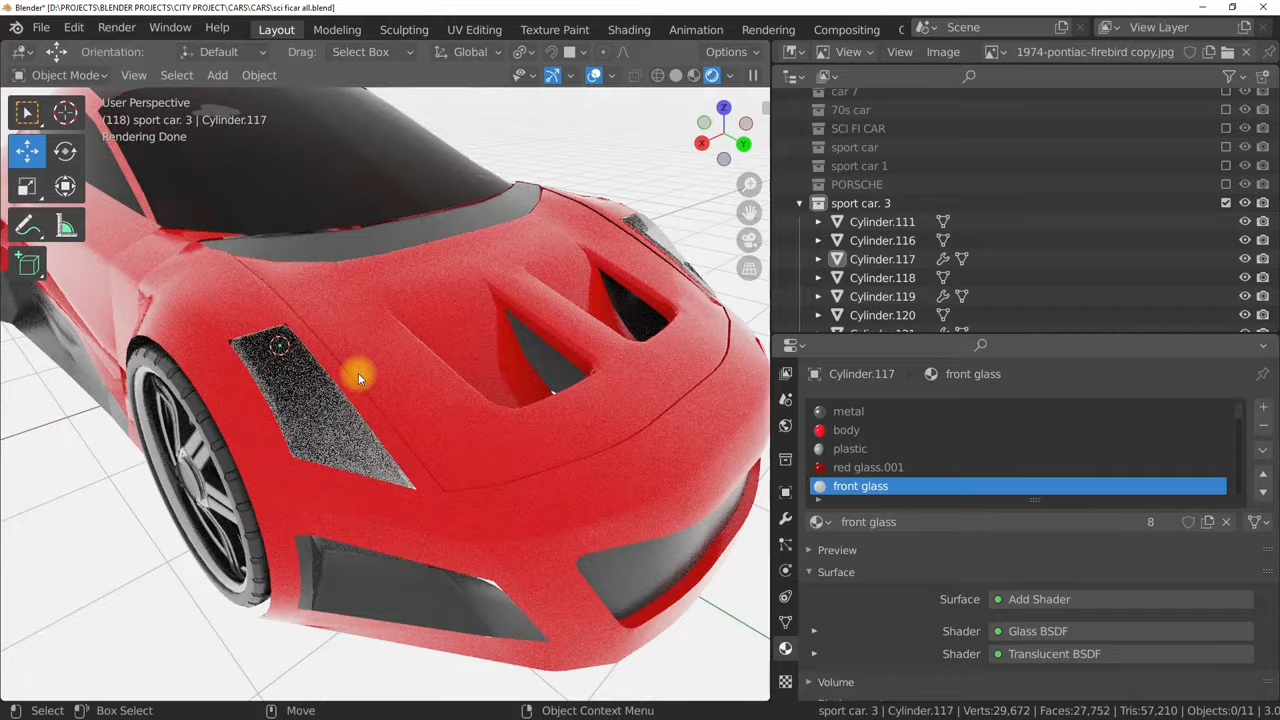 Blender* [D:\PROJECTS\BLENDER PROJECTS\CITY PROJECT\CARS\CARS\sci ficar all.blend]
File Edit Render Window Help Layout Modeling Sculpting UV Editing Texture Paint Shading Animation Rendering Compositing Scene View Layer
Orientation: Default Drag: Select Box Global Options View View Image 1974-pontiac-firebird copy.jpg
Object Mode View Select Add Object
User Perspective
(118) sport car. 3 | Cylinder.117
Rendering Done
Z
X
Y
car 7
70s car
SCI FI CAR
sport car
sport car 1
PORSCHE
sport car. 3
Cylinder.111
Cylinder.116
Cylinder.117
Cylinder.118
Cylinder.119
Cylinder.120
Cylinder.117 front glass
metal
body
plastic
red glass.001
front glass
front glass 8
Preview
Surface
Surface Add Shader
Shader Glass BSDF
Shader Translucent BSDF
Volume
Select Box Select Move Object Context Menu sport car. 3 | Cylinder.117 | Verts:29,672 | Faces:27,752 | Tris:57,210 | Objects:0/11 | 3.0